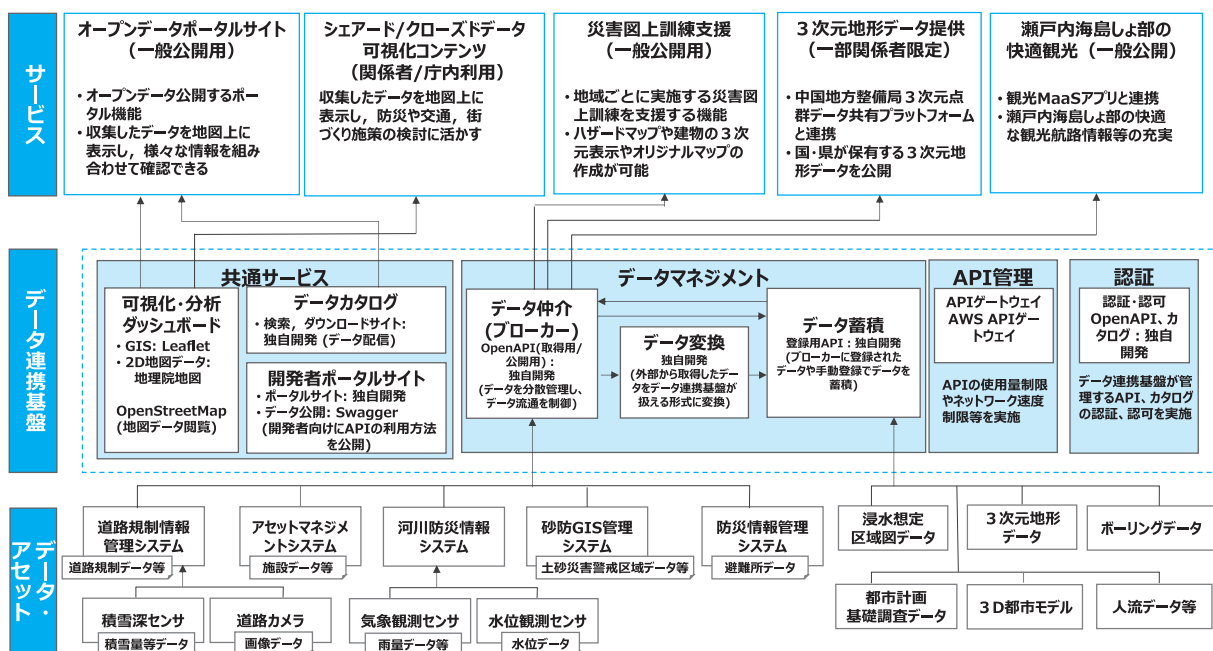 サービス
オープンデータポータルサイト
（一般公開用）
・オープンデータ公開するポー
タル機能
・収集したデータを地図上に
表示し，様々な情報を組み
合わせて確認できる
シェアード/クローズドデータ
可視化コンテンツ
（関係者/庁内利用）
収集したデータを地図上に
表示し，防災や交通，街
づくり施策の検討に活かす
災害図上訓練支援
（一般公開用）
・地域ごとに実施する災害図
上訓練を支援する機能
・ハザードマップや建物の３次
元表示やオリジナルマップの
作成が可能
３次元地形データ提供
（一部関係者限定）
・中国地方整備局３次元点
群データ共有プラットフォーム
と連携
・国・県が保有する３次元地
形データを公開
瀬戸内海島しょ部の
快適観光（一般公開）
・観光MaaSアプリと連携
・瀬戸内海島しょ部の快適
な観光航路情報等の充実
データ連携基盤
共通サービス
可視化・分析
ダッシュボード
・GIS: Leaflet
・2D地図データ:
地理院地図
OpenStreetMap
(地図データ閲覧)
データカタログ
・検索，ダウンロードサイト:
独自開発（データ配信）
開発者ポータルサイト
・ポータルサイト: 独自開発
・データ公開: Swagger
(開発者向けにAPIの利用方法
を公開)
データマネジメント
データ仲介
(ブローカー)
OpenAPI(取得用/
公開用)：
独自開発
(データを分散管理し、
データ流通を制御)
データ変換
独自開発
(外部から取得したデー
タをデータ連携基盤が
扱える形式に変換)
データ蓄積
登録用API：独自開発
(ブローカーに登録された
データや手動登録でデータを
蓄積)
API管理
APIゲートウェイ
AWS APIゲー
トウェイ
APIの使用量制限
やネットワーク速度
制限等を実施
認証
認証・認可
OpenAPI、カ
タログ：独自
開発
データ連携基盤が管
理するAPI、カタログ
の認証、認可を実施
データ・アセット
道路規制情報
管理システム
道路規制データ等
アセットマネジメ
ントシステム
施設データ等
河川防災情報
システム
砂防GIS管理
システム
土砂災害警戒区域データ等
防災情報管理
システム
避難所データ
浸水想定
区域図データ
３次元地形
データ
ボーリングデータ
積雪深センサ
積雪量等データ
道路カメラ
画像データ
気象観測センサ
雨量データ等
水位観測センサ
水位データ
都市計画
基礎調査データ
３D都市モデル
人流データ等